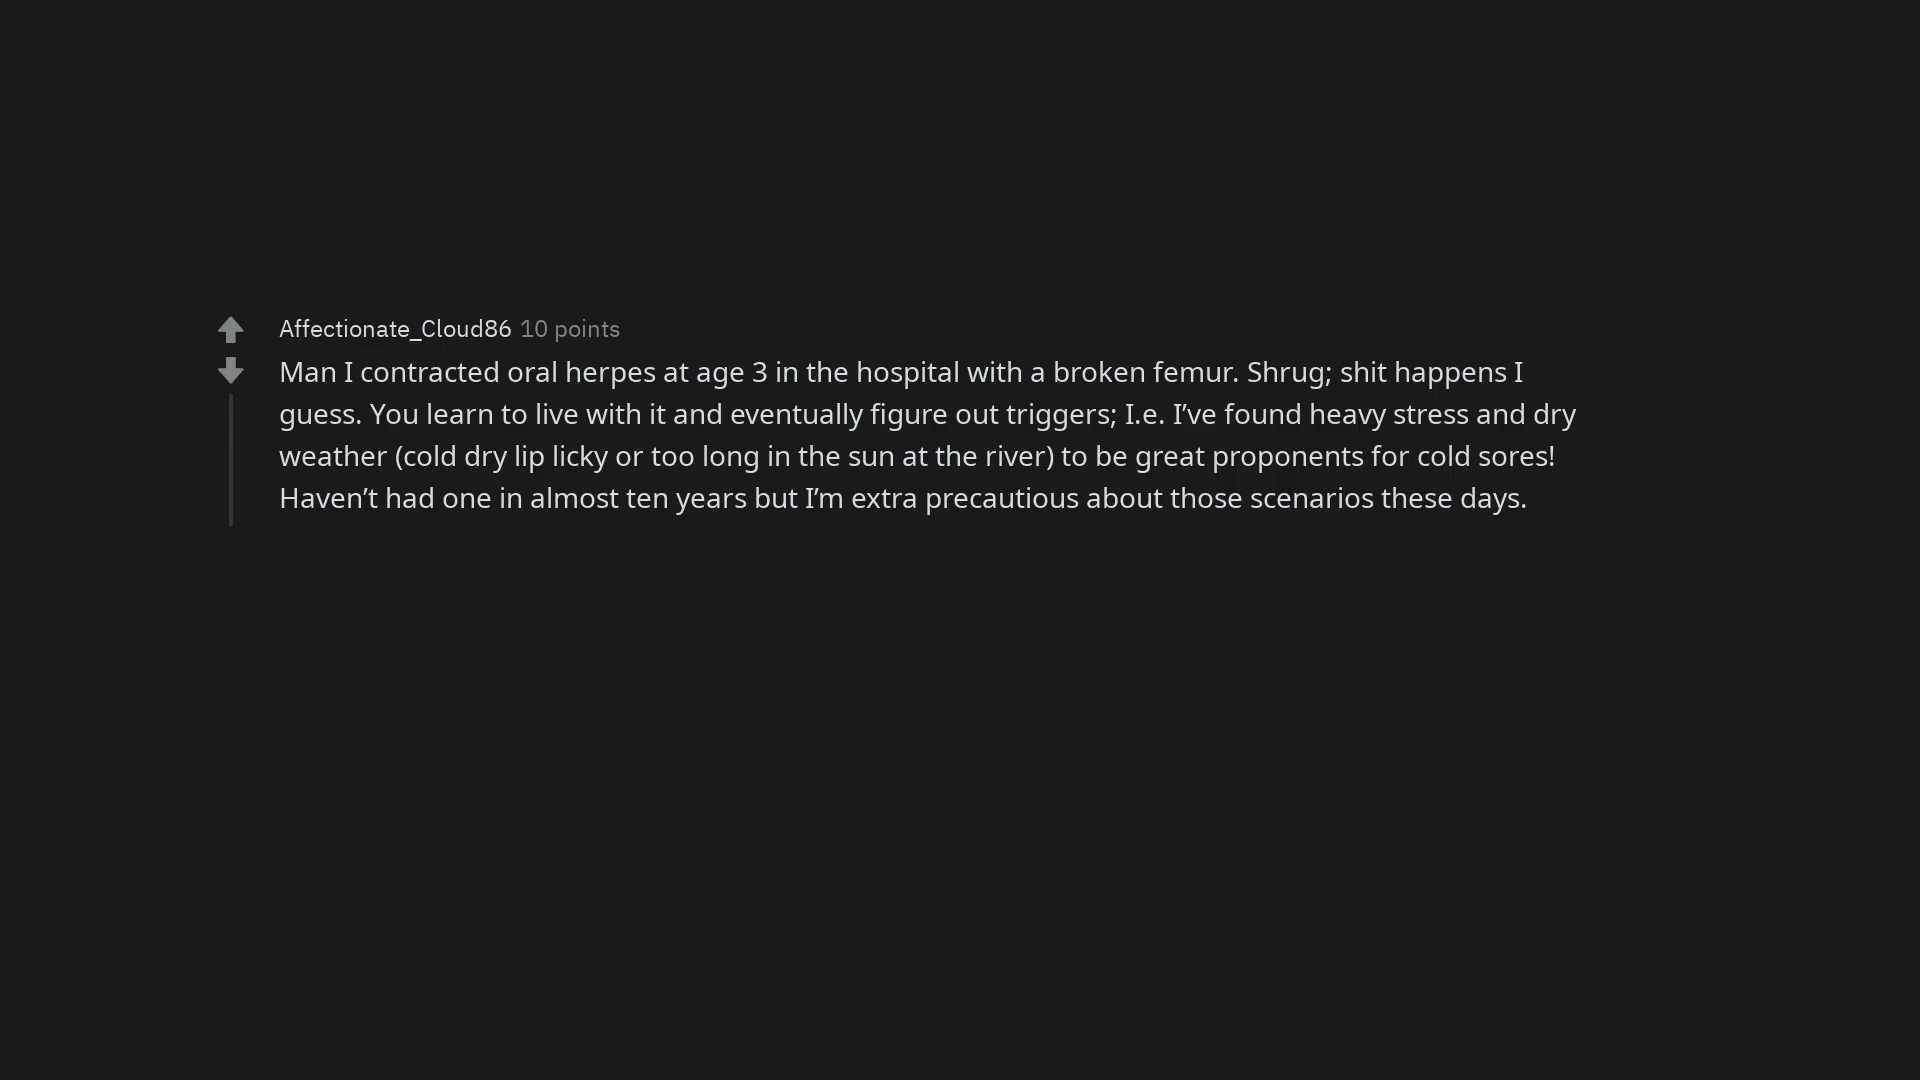 Affectionate_Cloud86 10 points
Man I contracted oral herpes at age 3 in the hospital with a broken femur. Shrug; shit happens I
guess. You learn to live with it and eventually figure out triggers; I.e. I’ve found heavy stress and dry
weather (cold dry lip licky or too long in the sun at the river) to be great proponents for cold sores!
Haven’t had one in almost ten years but I’m extra precautious about those scenarios these days.